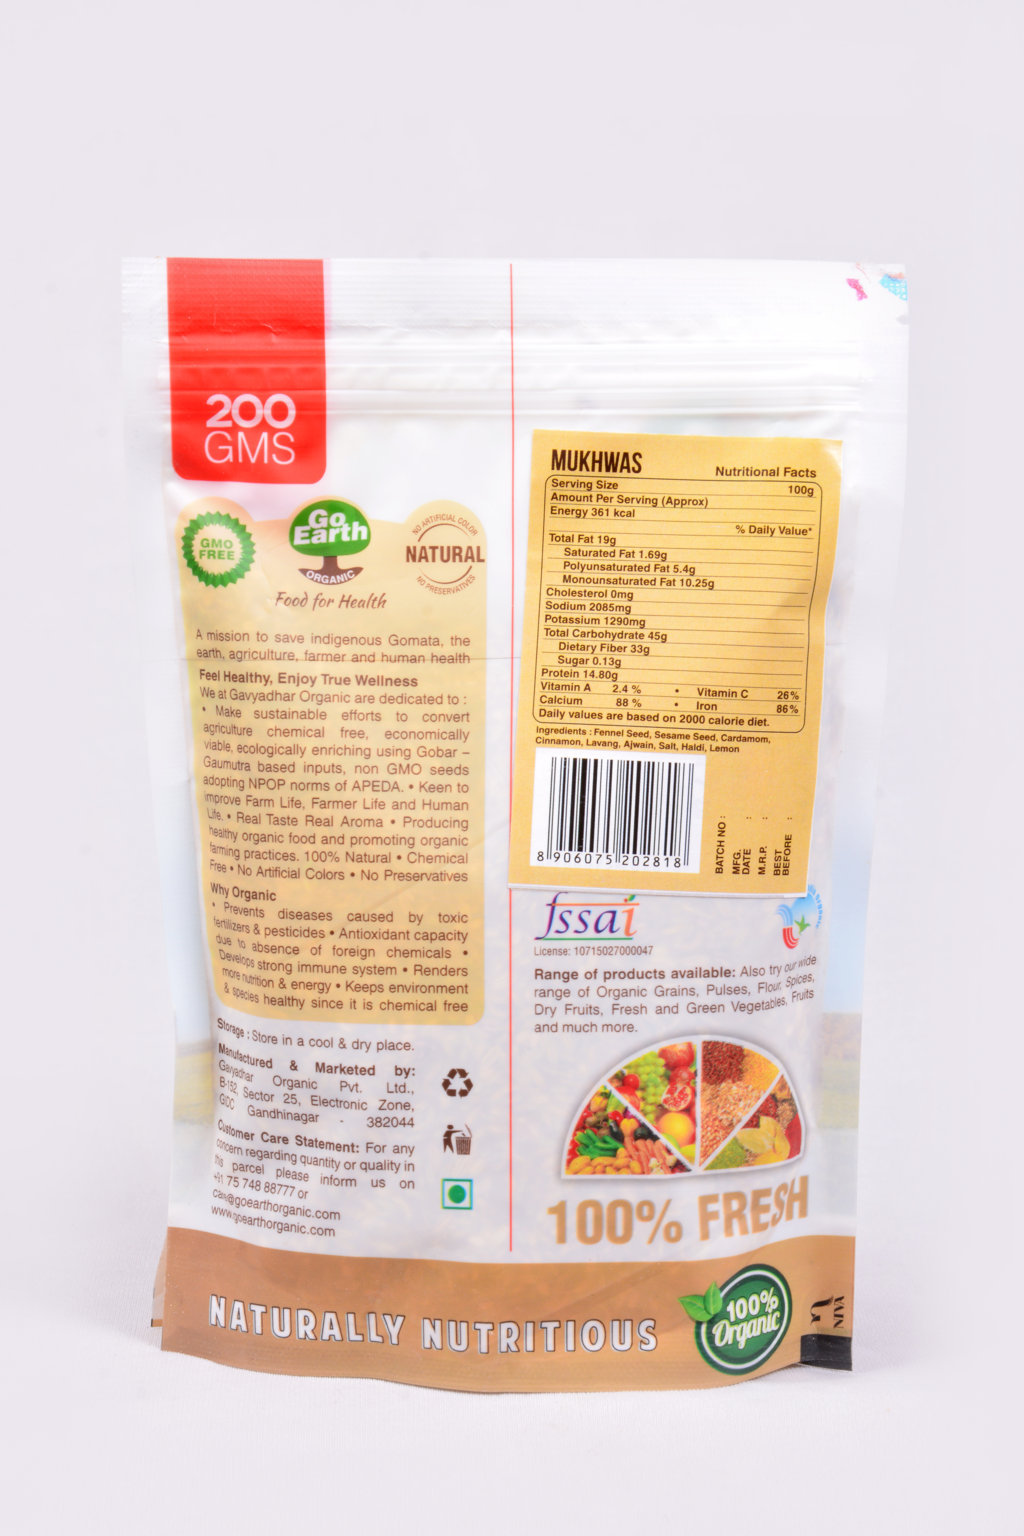 200
GMS
GMO
FREE
Go
Earth
ORGANIC
Food for Health
NO ARTIFICIAL COLOR
NATURAL
NO PRESERVATIVES
A mission to save indigenous Gomata, the
earth, agriculture, farmer and human health
Feel Healthy, Enjoy True Wellness
We at Gavyadhar Organic are dedicated to :
• Make sustainable efforts to convert
agriculture chemical free, economically
viable, ecologically enriching using Gobar –
Gaumutra based inputs, non GMO seeds
adopting NPOP norms of APEDA. • Keen to
improve Farm Life, Farmer Life and Human
Life. • Real Taste Real Aroma • Producing
healthy organic food and promoting organic
farming practices. 100% Natural • Chemical
Free • No Artificial Colors • No Preservatives
Why Organic
• Prevents diseases caused by toxic
fertilizers & pesticides • Antioxidant capacity
due to absence of foreign chemicals •
Develops strong immune system • Renders
more nutrition & energy • Keeps environment
& species healthy since it is chemical free
Storage : Store in a cool & dry place.
Manufactured & Marketed by:
Gavyadhar Organic Pvt. Ltd.,
B-152, Sector 25, Electronic Zone,
GIDC Gandhinagar - 382044
Customer Care Statement: For any
concern regarding quantity or quality in
this parcel please inform us on
+91 75 748 88777 or
care@goearthorganic.com
www.goearthorganic.com
MUKHWAS
Nutritional Facts
Serving Size 100g
Amount Per Serving (Approx)
Energy 361 kcal
% Daily Value*
Total Fat 19g
Saturated Fat 1.69g
Polyunsaturated Fat 5.4g
Monounsaturated Fat 10.25g
Cholesterol 0mg
Sodium 2085mg
Potassium 1290mg
Total Carbohydrate 45g
Dietary Fiber 33g
Sugar 0.13g
Protein 14.80g
Vitamin A 2.4 % • Vitamin C 26%
Calcium 88 % • Iron 86%
Daily values are based on 2000 calorie diet.
Ingredients : Fennel Seed, Sesame Seed, Cardamom,
Cinnamon, Lavang, Ajwain, Salt, Haldi, Lemon
8 906075 202818
BATCH NO :
MFG. DATE :
M.R.P. :
BEST BEFORE :
fssai
License: 10715027000047
Range of products available: Also try our wide
range of Organic Grains, Pulses, Flour, Spices,
Dry Fruits, Fresh and Green Vegetables, Fruits
and much more.
100% FRESH
NATURALLY NUTRITIOUS
100%
Organic
NIVA